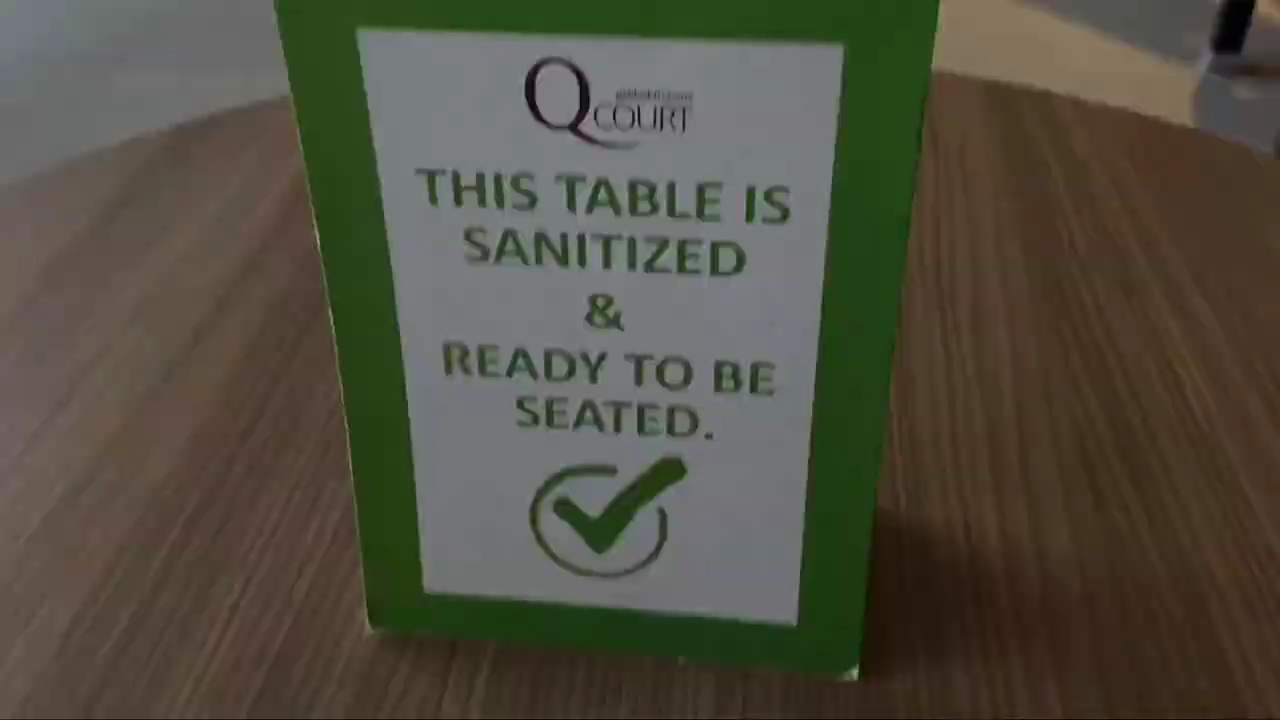 Q COURT
THIS TABLE IS
SANITIZED
&
READY TO BE
SEATED.